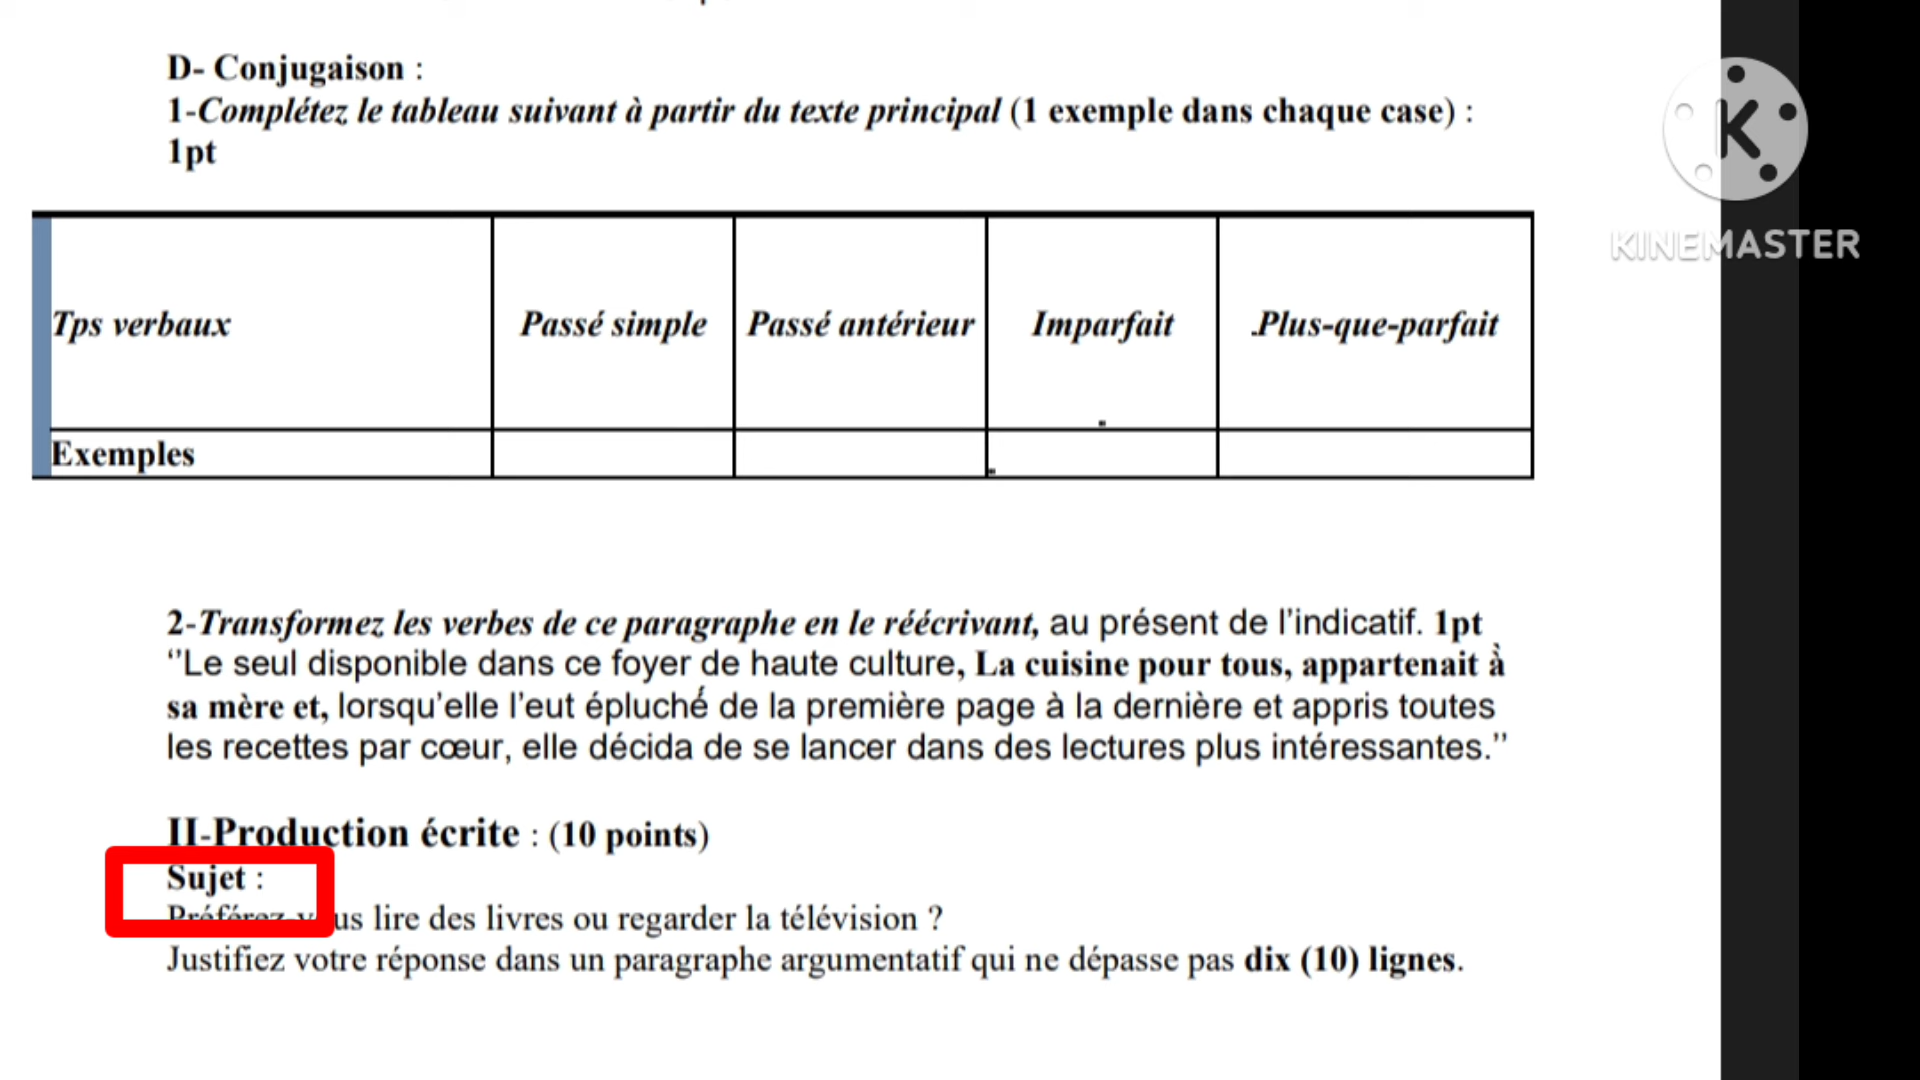 D- Conjugaison :
1-Complétez le tableau suivant à partir du texte principal (1 exemple dans chaque case) :
1pt
K
KINEMASTER
Tps verbaux Passé simple Passé antérieur Imparfait .Plus-que-parfait
Exemples
2-Transformez les verbes de ce paragraphe en le réécrivant, au présent de l'indicatif. 1pt
‘’Le seul disponible dans ce foyer de haute culture, La cuisine pour tous, appartenait à
sa mère et, lorsqu'elle l'eut épluché de la première page à la dernière et appris toutes
les recettes par cœur, elle décida de se lancer dans des lectures plus intéressantes.’’
II-Production écrite : (10 points)
Sujet :
Préférez-vous lire des livres ou regarder la télévision ?
Justifiez votre réponse dans un paragraphe argumentatif qui ne dépasse pas dix (10) lignes.